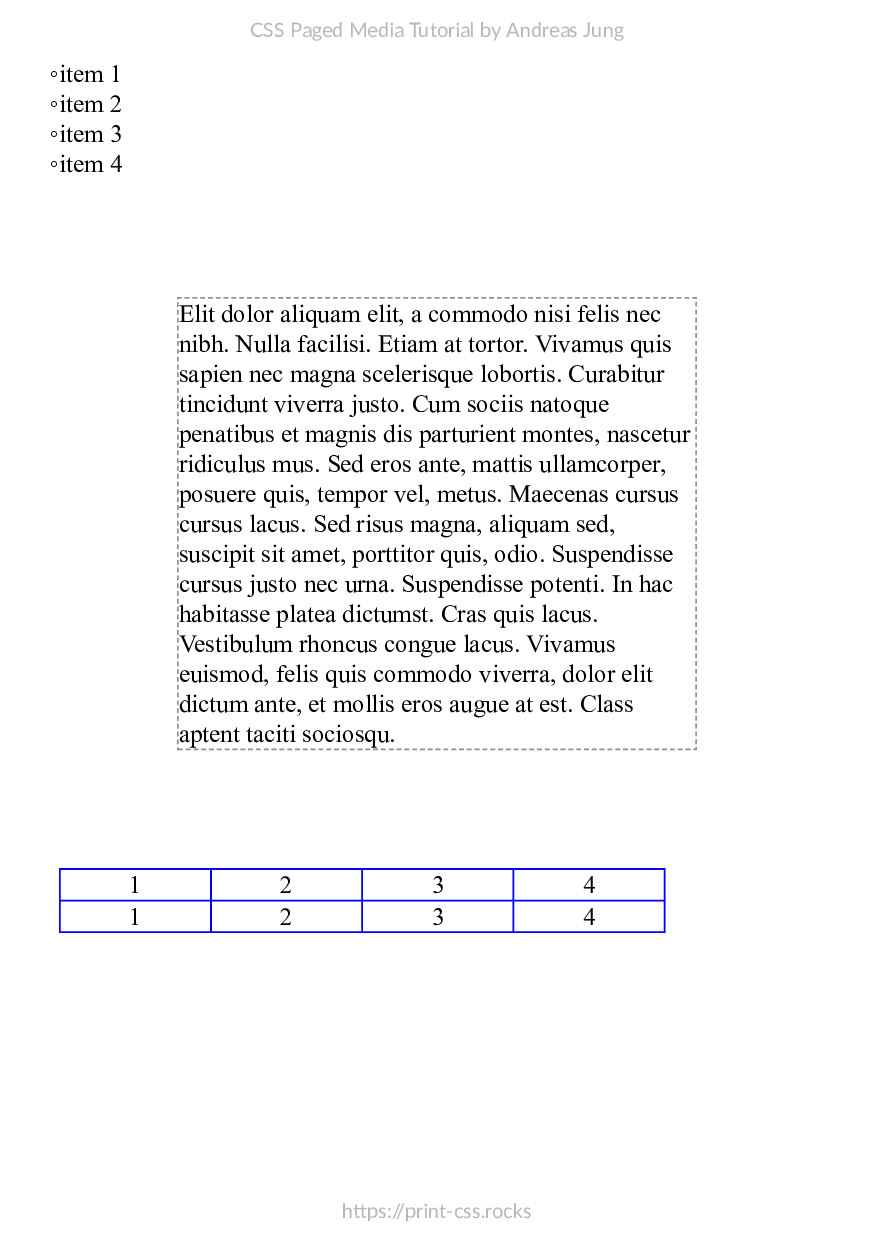 CSS Paged Media Tutorial by Andreas Jung
◦item 1
◦item 2
◦item 3
◦item 4
Elit dolor aliquam elit, a commodo nisi felis nec
nibh. Nulla facilisi. Etiam at tortor. Vivamus quis
sapien nec magna scelerisque lobortis. Curabitur
tincidunt viverra justo. Cum sociis natoque
penatibus et magnis dis parturient montes, nascetur
ridiculus mus. Sed eros ante, mattis ullamcorper,
posuere quis, tempor vel, metus. Maecenas cursus
cursus lacus. Sed risus magna, aliquam sed,
suscipit sit amet, porttitor quis, odio. Suspendisse
cursus justo nec urna. Suspendisse potenti. In hac
habitasse platea dictumst. Cras quis lacus.
Vestibulum rhoncus congue lacus. Vivamus
euismod, felis quis commodo viverra, dolor elit
dictum ante, et mollis eros augue at est. Class
aptent taciti sociosqu.
1 2 3 4
1 2 3 4
https://print-css.rocks